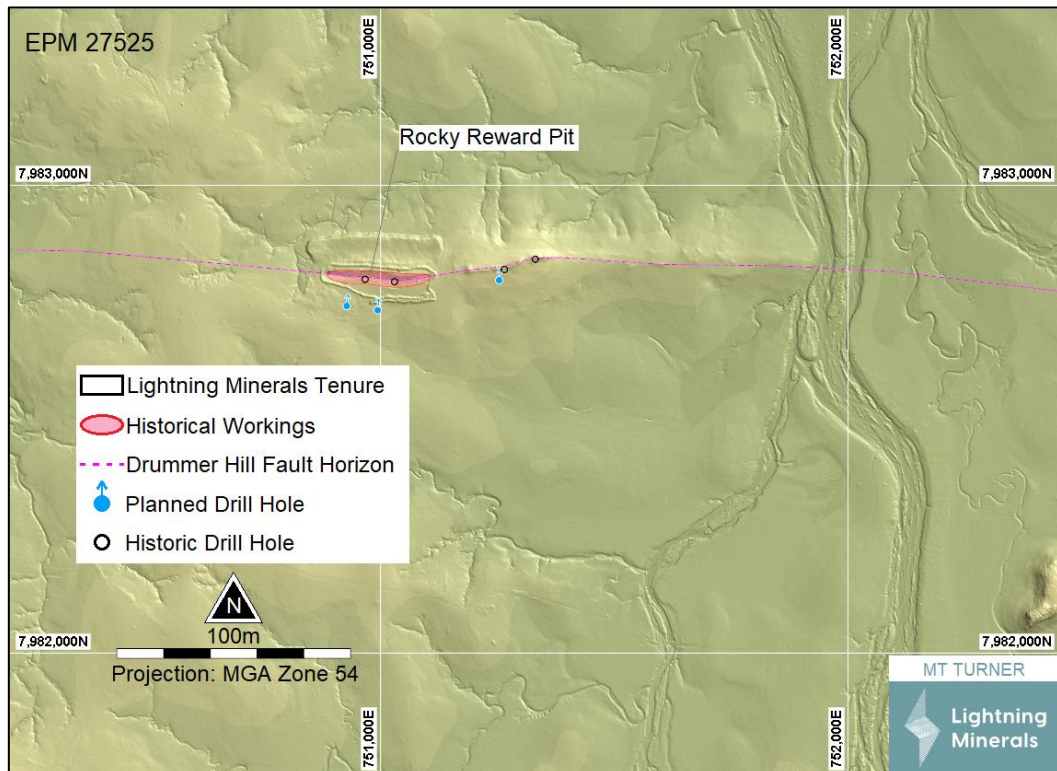 EPM 27525
751,000E
752,000E
Rocky Reward Pit
7,983,000N
7,983,000N
Lightning Minerals Tenure
Historical Workings
Drummer Hill Fault Horizon
Planned Drill Hole
Historic Drill Hole
N
100m
Projection: MGA Zone 54
7,982,000N
7,982,000N
751,000E
752,000E
MT TURNER
Lightning
Minerals